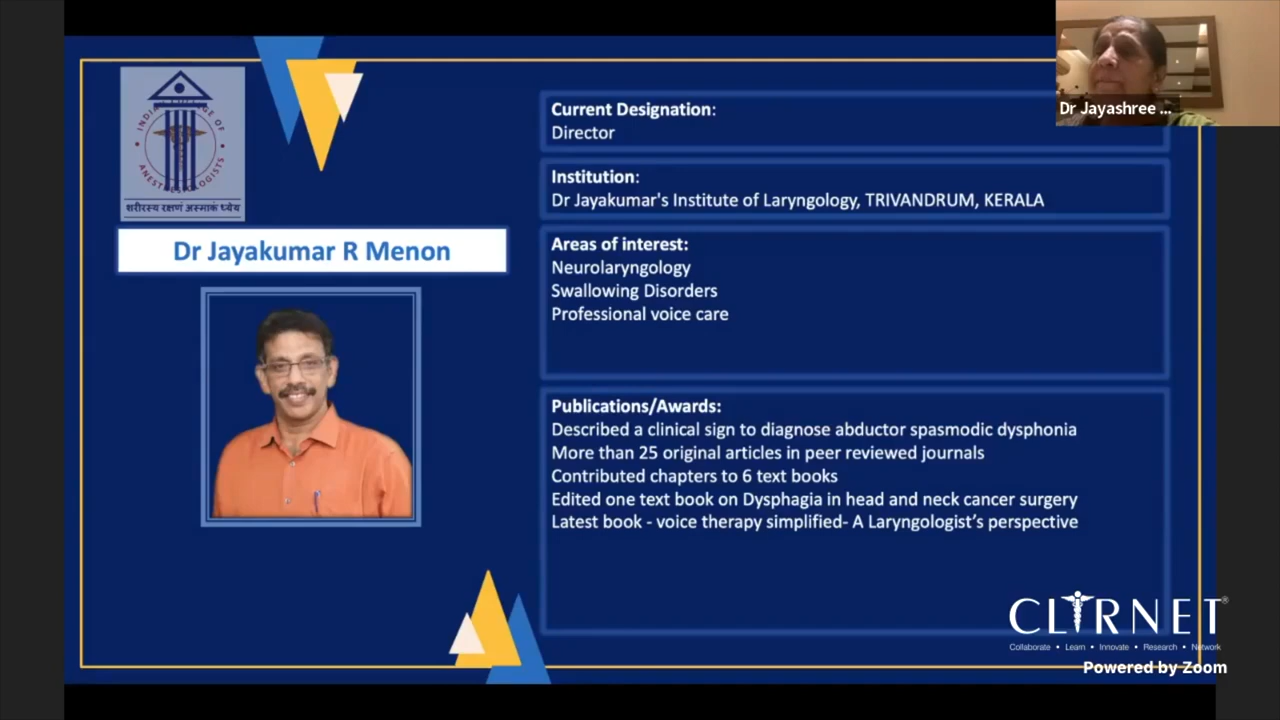 INDIAN COLLEGE OF
ANESTHESIOLOGISTS
शरीरस्य रक्षणं अस्माकं ध्येय
Dr Jayakumar R Menon
Current Designation:
Director
Institution:
Dr Jayakumar's Institute of Laryngology, TRIVANDRUM, KERALA
Areas of interest:
Neurolaryngology
Swallowing Disorders
Professional voice care
Publications/Awards:
Described a clinical sign to diagnose abductor spasmodic dysphonia
More than 25 original articles in peer reviewed journals
Contributed chapters to 6 text books
Edited one text book on Dysphagia in head and neck cancer surgery
Latest book - voice therapy simplified- A Laryngologist’s perspective
Dr Jayashree ...
CLIRNET®
Collaborate • Learn • Innovate • Research • Network
Powered by Zoom